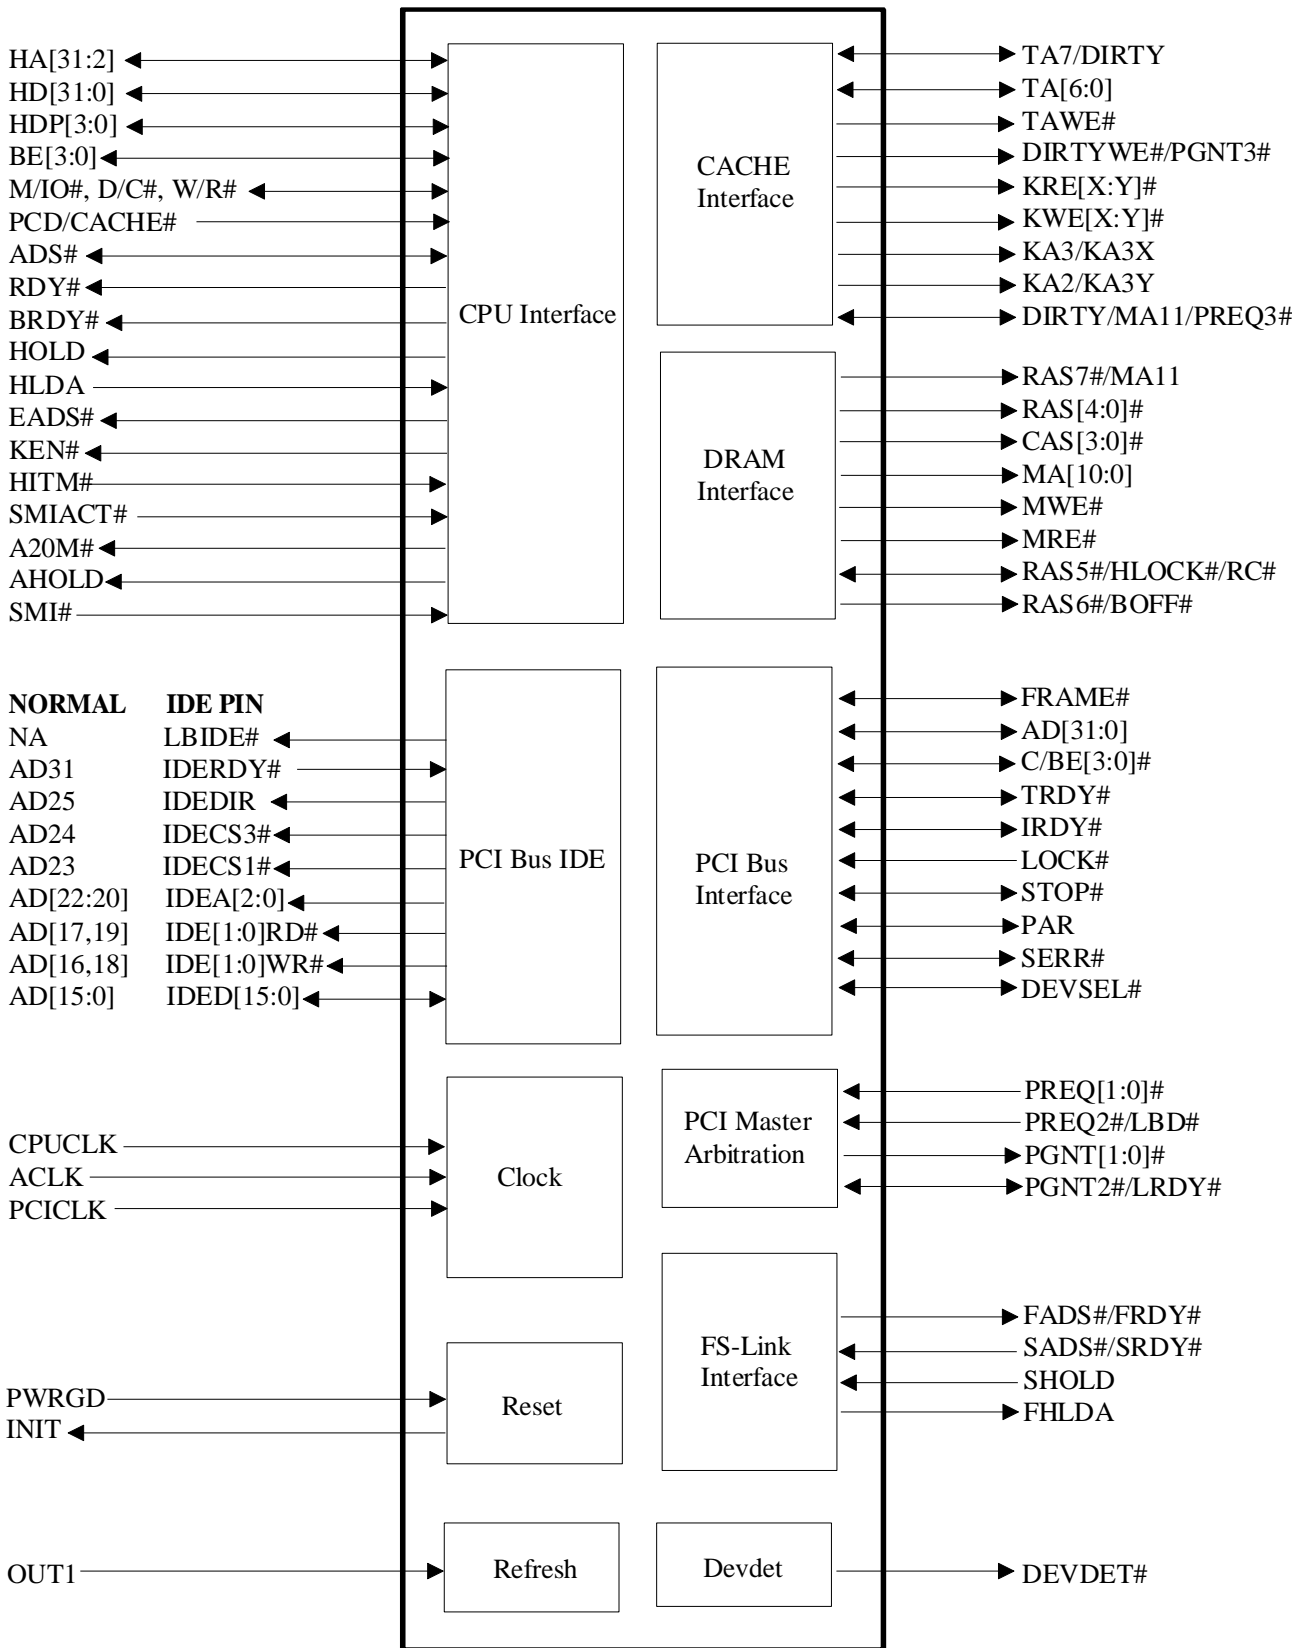 HA[31:2]
HD[31:0]
HDP[3:0]
BE[3:0]
M/IO#, D/C#, W/R#
PCD/CACHE#
ADS#
RDY#
BRDY#
HOLD
HLDA
EADS#
KEN#
HITM#
SMIACT#
A20M#
AHOLD
SMI#
CPU Interface
CACHE
Interface
TA7/DIRTY
TA[6:0]
TAWE#
DIRTYWE#/PGNT3#
KRE[X:Y]#
KWE[X:Y]#
KA3/KA3X
KA2/KA3Y
DIRTY/MA11/PREQ3#
DRAM
Interface
RAS7#/MA11
RAS[4:0]#
CAS[3:0]#
MA[10:0]
MWE#
MRE#
RAS5#/HLOCK#/RC#
RAS6#/BOFF#
NORMAL IDE PIN
NA LBIDE#
AD31 IDERDY#
AD25 IDEDIR
AD24 IDECS3#
AD23 IDECS1#
AD[22:20] IDEA[2:0]
AD[17,19] IDE[1:0]RD#
AD[16,18] IDE[1:0]WR#
AD[15:0] IDED[15:0]
PCI Bus IDE
PCI Bus
Interface
FRAME#
AD[31:0]
C/BE[3:0]#
TRDY#
IRDY#
LOCK#
STOP#
PAR
SERR#
DEVSEL#
CPUCLK
ACLK
PCICLK
Clock
PCI Master
Arbitration
PREQ[1:0]#
PREQ2#/LBD#
PGNT[1:0]#
PGNT2#/LRDY#
PWRGD
INIT
Reset
FS-Link
Interface
FADS#/FRDY#
SADS#/SRDY#
SHOLD
FHLDA
OUT1
Refresh
Devdet
DEVDET#